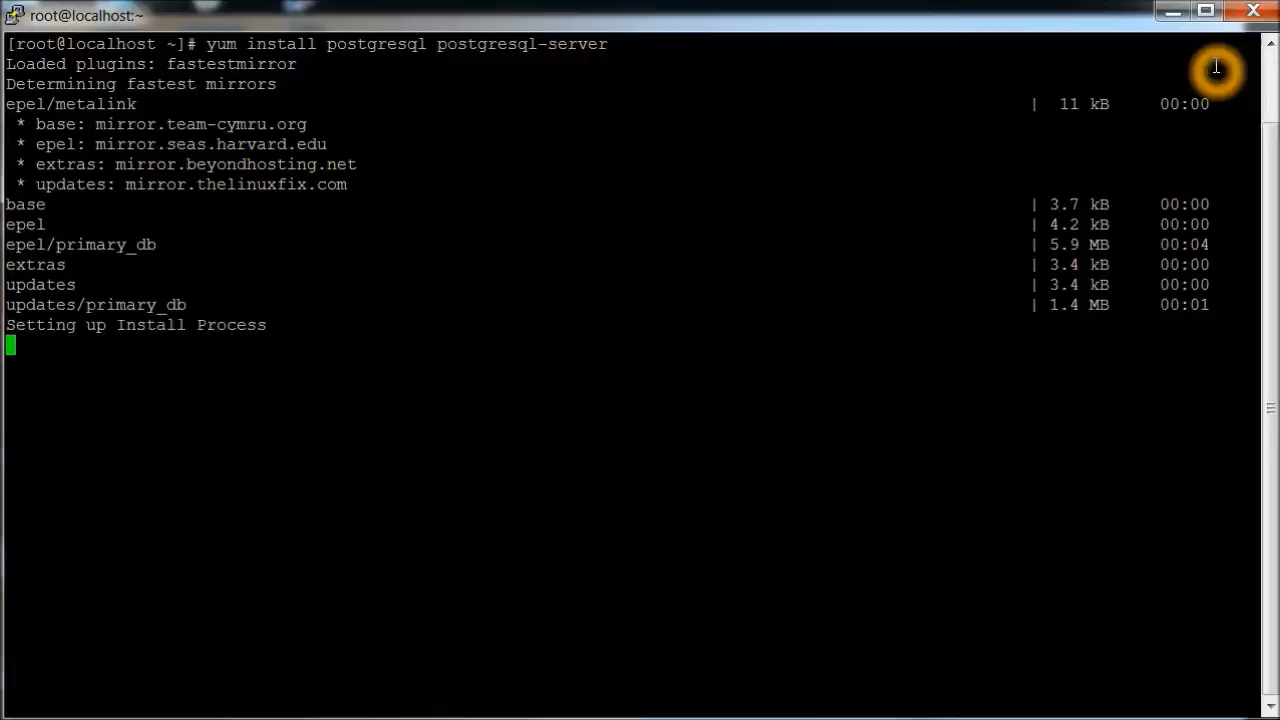 root@localhost:~
[root@localhost ~]# yum install postgresql postgresql-server
Loaded plugins: fastestmirror
Determining fastest mirrors
epel/metalink | 11 kB 00:00
* base: mirror.team-cymru.org
* epel: mirror.seas.harvard.edu
* extras: mirror.beyondhosting.net
* updates: mirror.thelinuxfix.com
base | 3.7 kB 00:00
epel | 4.2 kB 00:00
epel/primary_db | 5.9 MB 00:04
extras | 3.4 kB 00:00
updates | 3.4 kB 00:00
updates/primary_db | 1.4 MB 00:01
Setting up Install Process